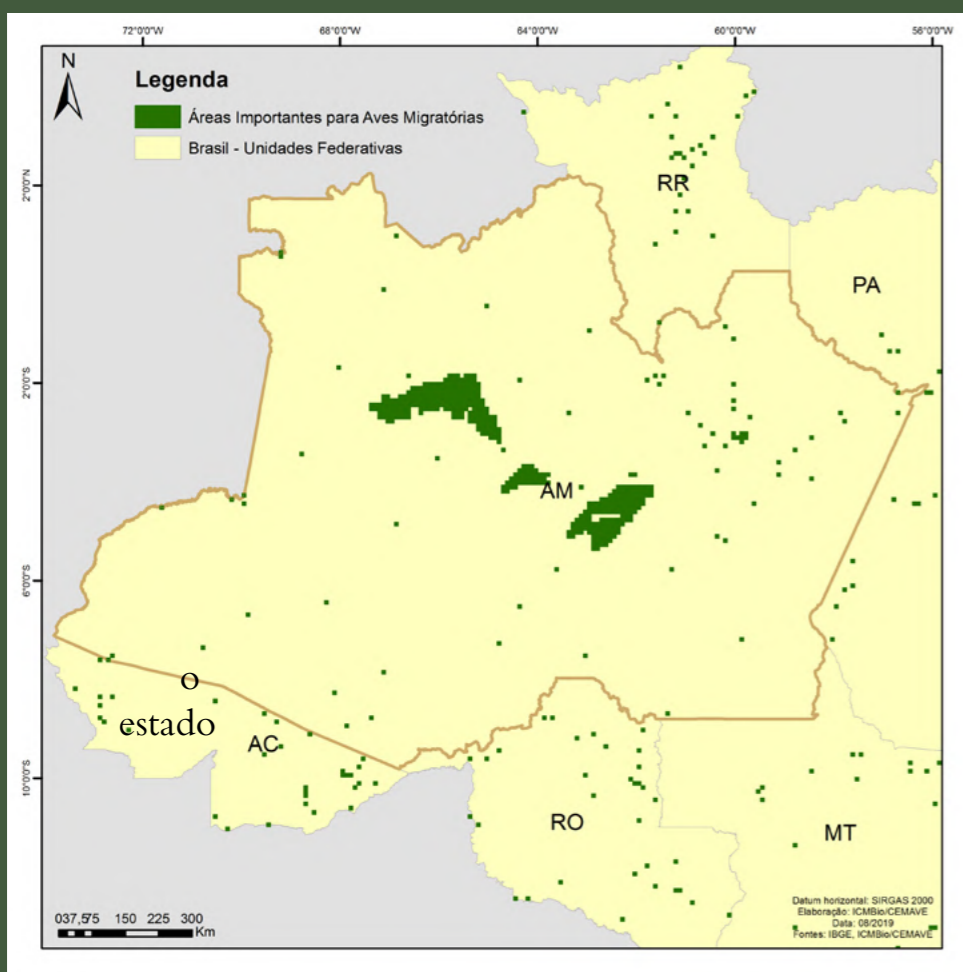 72°0'0"W 68°0'0"W 64°0'0"W 60°0'0"W 56°0'0"W
N
Legenda
Áreas Importantes para Aves Migratórias
Brasil - Unidades Federativas
2°0'0"N
RR
PA
2°0'0"S
AM
6°0'0"S
o
estado
AC
10°0'0"S
RO
MT
037,575 150 225 300
Km
Datum horizontal: SIRGAS 2000
Elaboração: ICMBio/CEMAVE
Data: 08/2019
Fontes: IBGE, ICMBio/CEMAVE